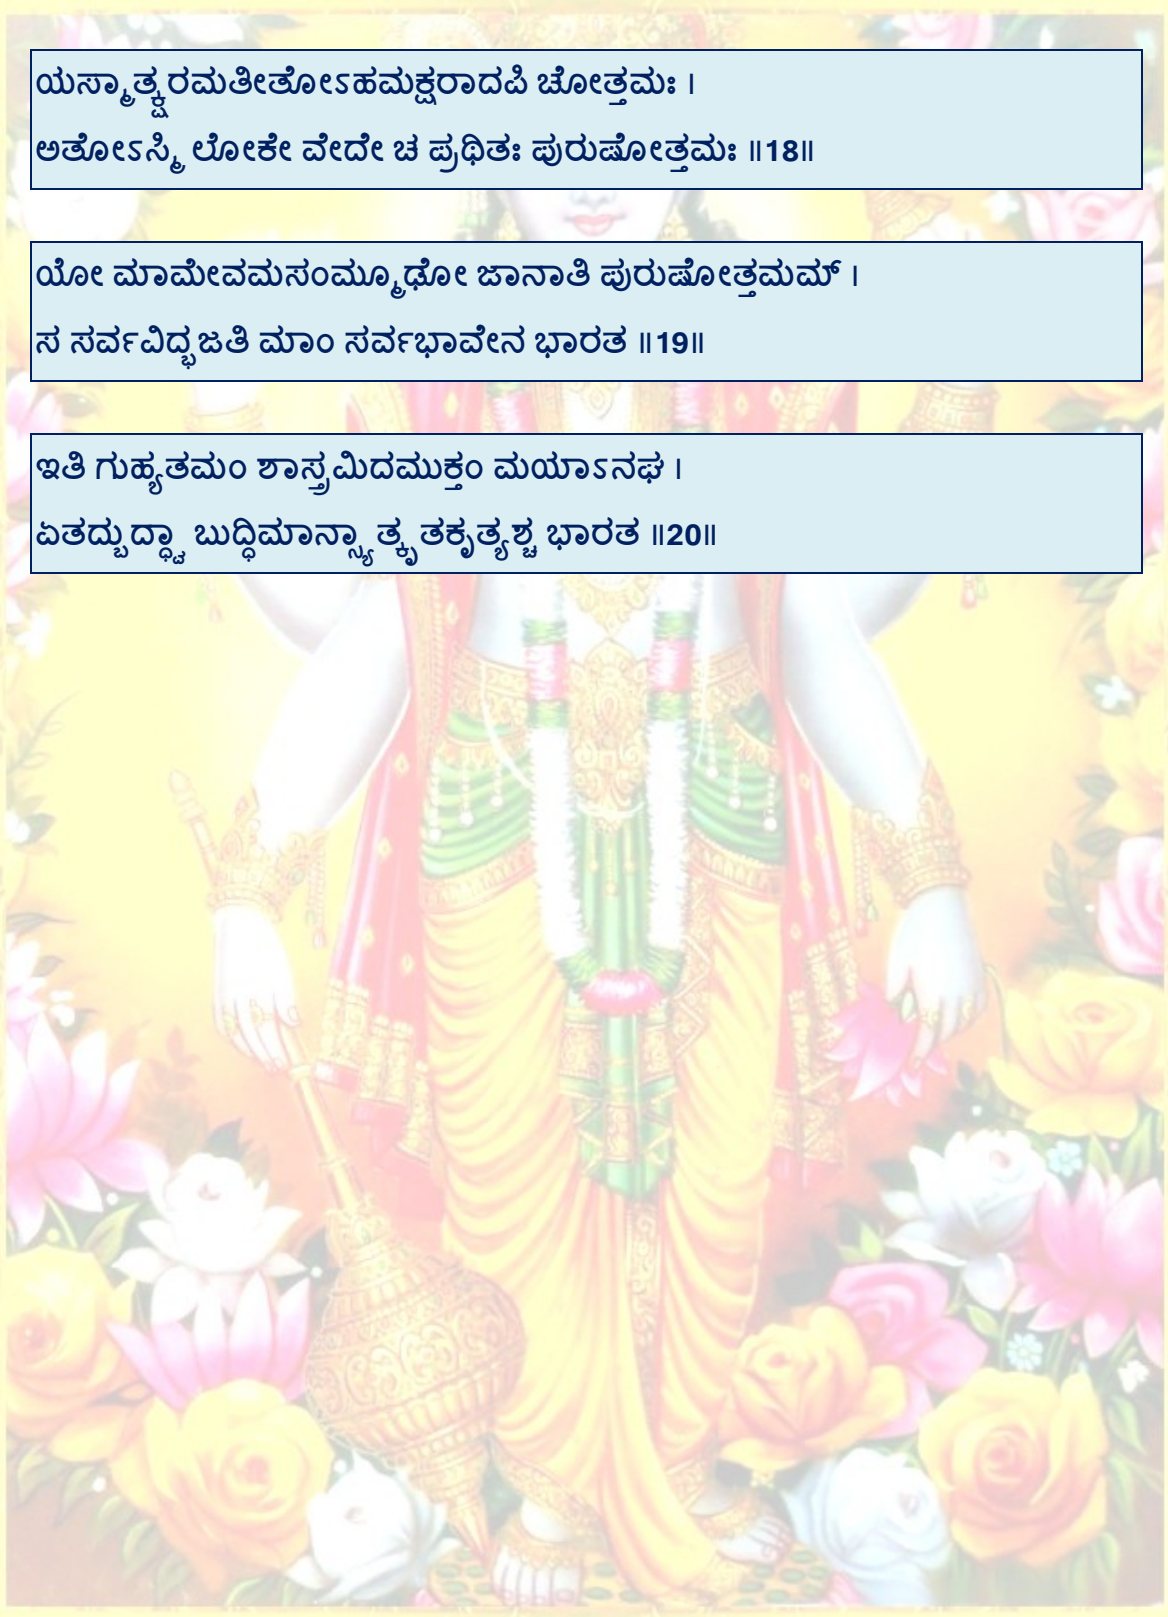 ಯಸ್ಮಾತ್ಕ್ಷರಮತೀತೋಽಹಮಕ್ಷರಾದಪಿ ಚೋತ್ತಮಃ ।
ಅತೋಽಸ್ಮಿ ಲೋಕೇ ವೇದೇ ಚ ಪ್ರಥಿತಃ ಪುರುಷೋತ್ತಮಃ ॥18॥
ಯೋ ಮಾಮೇವಮಸಂಮ್ಮೂಢೋ ಜಾನಾತಿ ಪುರುಷೋತ್ತಮಮ್ ।
ಸ ಸರ್ವವಿದ್ಭಜತಿ ಮಾಂ ಸರ್ವಭಾವೇನ ಭಾರತ ॥19॥
ಇತಿ ಗುಹ್ಯತಮಂ ಶಾಸ್ತ್ರಮಿದಮುಕ್ತಂ ಮಯಾಽನಘ ।
ಏತದ್ಬುದ್ಧ್ವಾ ಬುದ್ಧಿಮಾನ್ಸ್ಯಾತ್ಕೃತಕೃತ್ಯಶ್ಚ ಭಾರತ ॥20॥